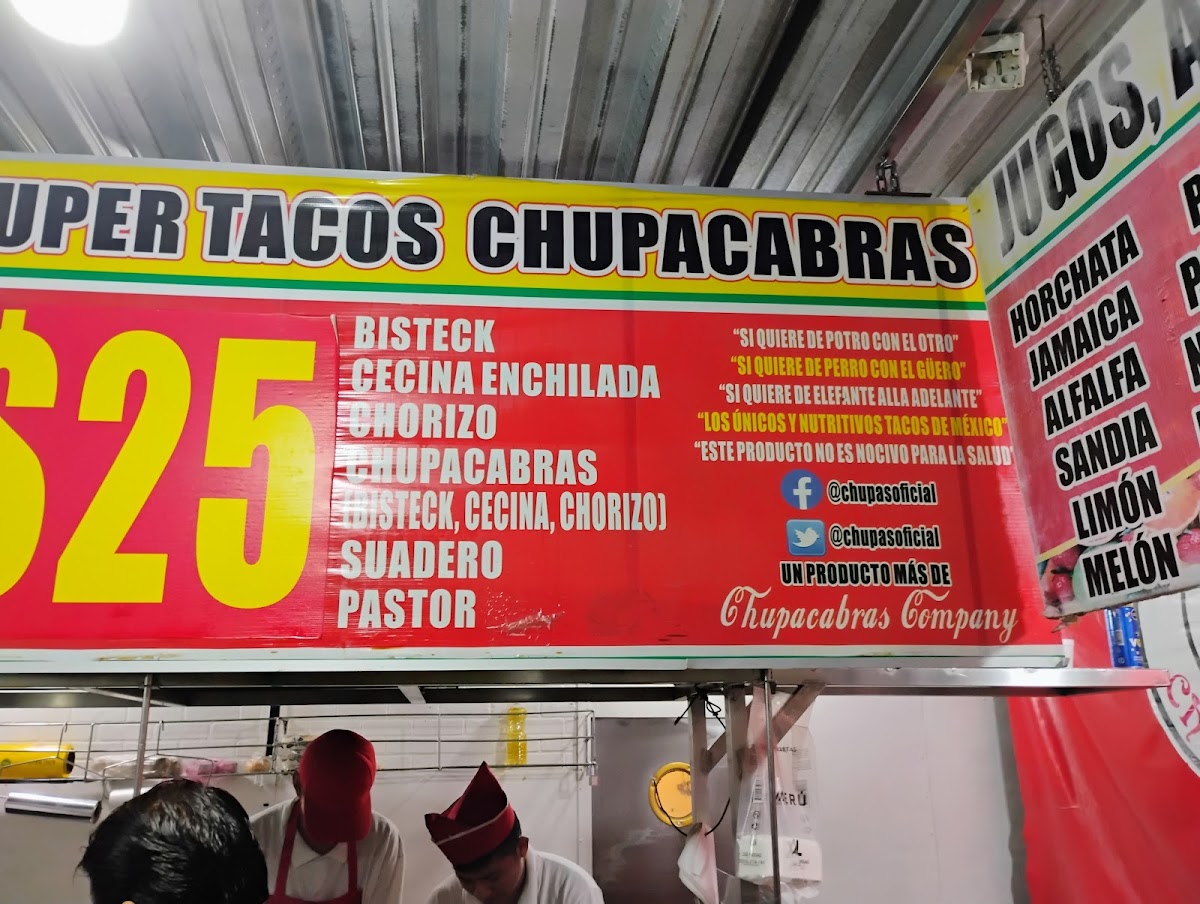 UPER TACOS CHUPACABRAS
$25
BISTECK
CECINA ENCHILADA
CHORIZO
CHUPACABRAS
(BISTECK, CECINA, CHORIZO)
SUADERO
PASTOR
“SI QUIERE DE POTRO CON EL OTRO”
“SI QUIERE DE PERRO CON EL GÜERO”
“SI QUIERE DE ELEFANTE ALLA ADELANTE”
“LOS ÚNICOS Y NUTRITIVOS TACOS DE MÉXICO”
“ESTE PRODUCTO NO ES NOCIVO PARA LA SALUD”
@chupasoficial
@chupasoficial
UN PRODUCTO MÁS DE
Chupacabras Company
JUGOS, A
HORCHATA
JAMAICA
ALFALFA
SANDIA
LIMÓN
MELÓN